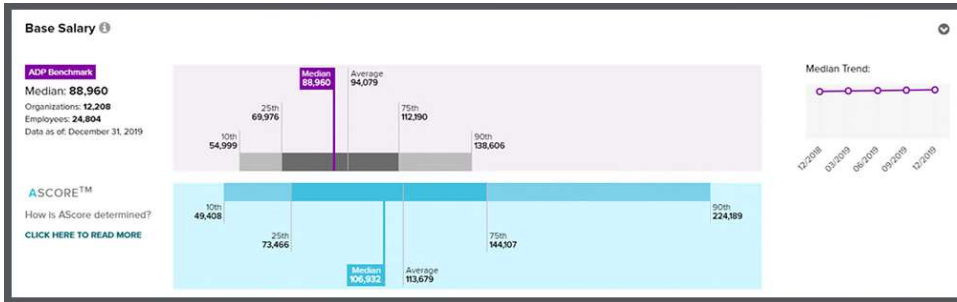 Base Salary
ADP Benchmark
Median: 88,960
Organizations: 12,208
Employees: 24,804
Data as of: December 31, 2019
Median
88,960
Average
94,079
25th
69,976
75th
112,190
10th
54,999
90th
138,606
Median Trend:
12/2018
03/2019
06/2019
09/2019
12/2019
ASCORE™
How is AScore determined?
CLICK HERE TO READ MORE
10th
49,408
90th
224,189
25th
73,466
75th
144,107
Median
106,932
Average
113,679